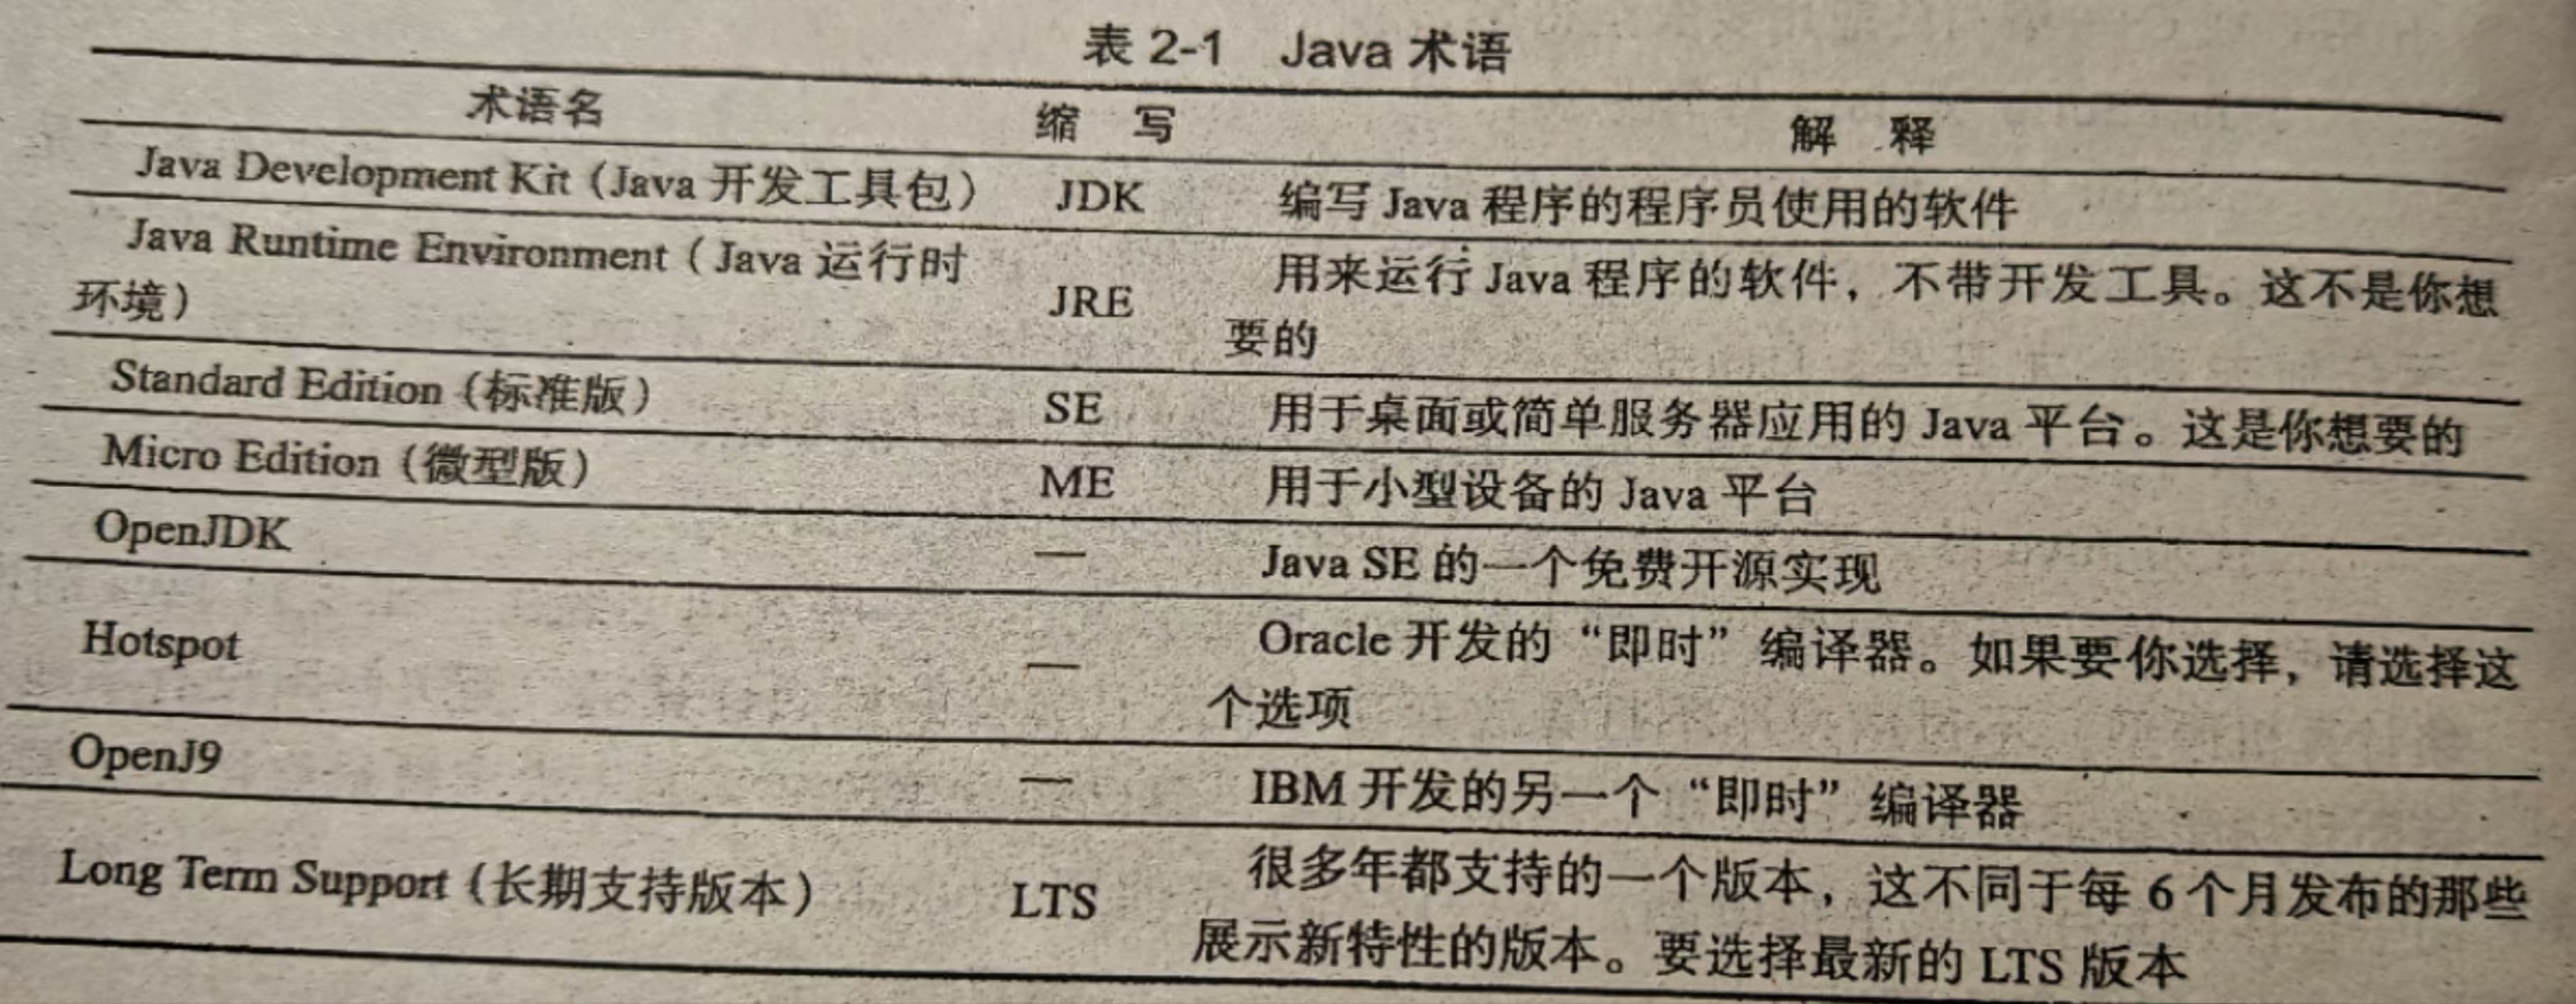 表 2-1 Java 术语
术语名 缩 写 解 释
Java Development Kit（Java 开发工具包） JDK 编写 Java 程序的程序员使用的软件
Java Runtime Environment（Java 运行时
环境） JRE 用来运行 Java 程序的软件，不带开发工具。这不是你想
要的
Standard Edition（标准版） SE 用于桌面或简单服务器应用的 Java 平台。这是你想要的
Micro Edition（微型版） ME 用于小型设备的 Java 平台
OpenJDK — Java SE 的一个免费开源实现
Hotspot — Oracle 开发的“即时”编译器。如果要你选择，请选择这
个选项
OpenJ9 — IBM 开发的另一个“即时”编译器
Long Term Support（长期支持版本） LTS 很多年都支持的一个版本，这不同于每 6 个月发布的那些
展示新特性的版本。要选择最新的 LTS 版本